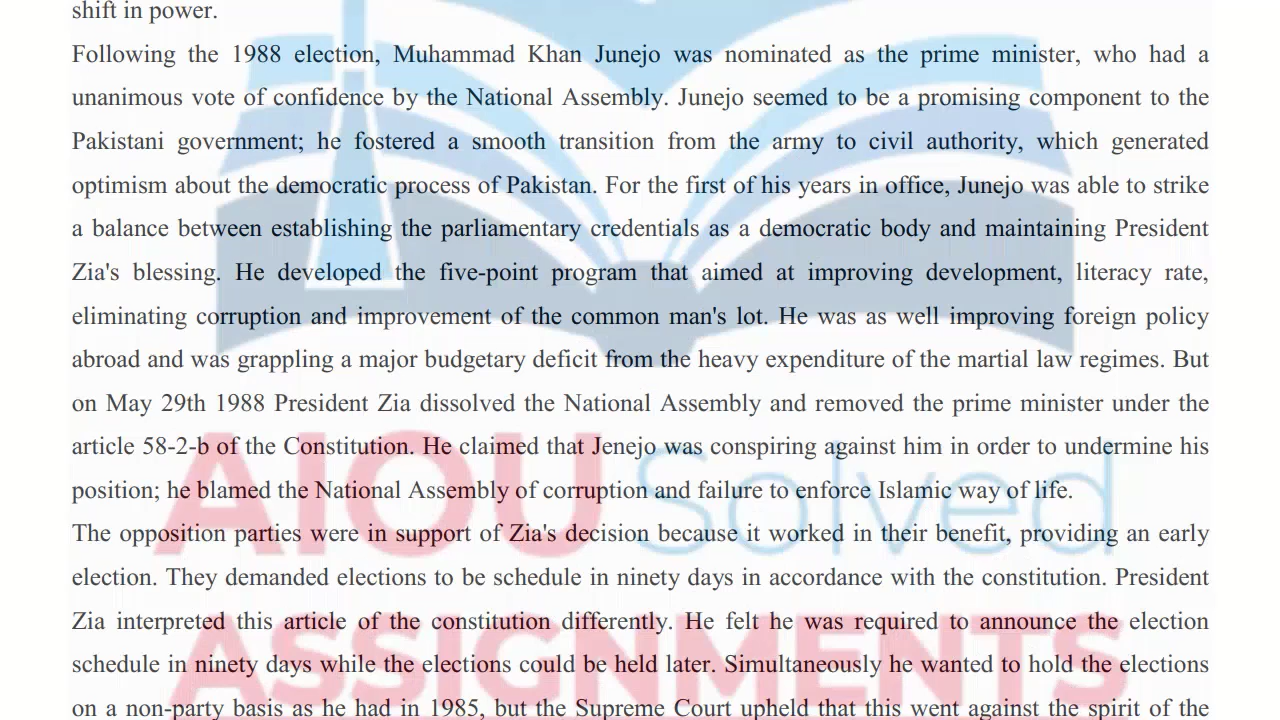 shift in power.
Following the 1988 election, Muhammad Khan Junejo was nominated as the prime minister, who had a
unanimous vote of confidence by the National Assembly. Junejo seemed to be a promising component to the
Pakistani government; he fostered a smooth transition from the army to civil authority, which generated
optimism about the democratic process of Pakistan. For the first of his years in office, Junejo was able to strike
a balance between establishing the parliamentary credentials as a democratic body and maintaining President
Zia's blessing. He developed the five-point program that aimed at improving development, literacy rate,
eliminating corruption and improvement of the common man's lot. He was as well improving foreign policy
abroad and was grappling a major budgetary deficit from the heavy expenditure of the martial law regimes. But
on May 29th 1988 President Zia dissolved the National Assembly and removed the prime minister under the
article 58-2-b of the Constitution. He claimed that Jenejo was conspiring against him in order to undermine his
position; he blamed the National Assembly of corruption and failure to enforce Islamic way of life.
The opposition parties were in support of Zia's decision because it worked in their benefit, providing an early
election. They demanded elections to be schedule in ninety days in accordance with the constitution. President
Zia interpreted this article of the constitution differently. He felt he was required to announce the election
schedule in ninety days while the elections could be held later. Simultaneously he wanted to hold the elections
on a non-party basis as he had in 1985, but the Supreme Court upheld that this went against the spirit of the
AIOU Solved
ASSIGNMENTS